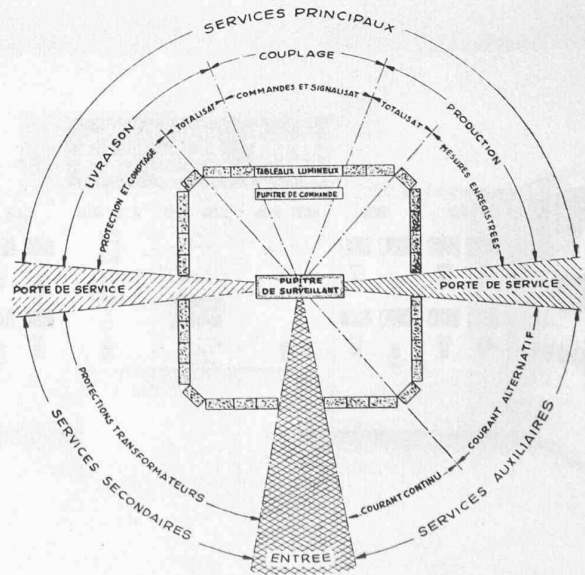 SERVICES PRINCIPAUX
COUPLAGE
COMMANDES ET SIGNALISAT
TOTALISAT
TOTALISAT
LIVRAISON
PRODUCTION
PROTECTION ET COMPTAGE
MESURES ENREGISTRÉES
TABLEAUX LUMINEUX
PUPITRE DE COMMANDE
PORTE DE SERVICE
PUPITRE
DE SURVEILLANT
PORTE DE SERVICE
PROTECTIONS TRANSFORMATEURS
SERVICES SECONDAIRES
COURANT ALTERNATIF
COURANT CONTINU
SERVICES AUXILIAIRES
ENTREE